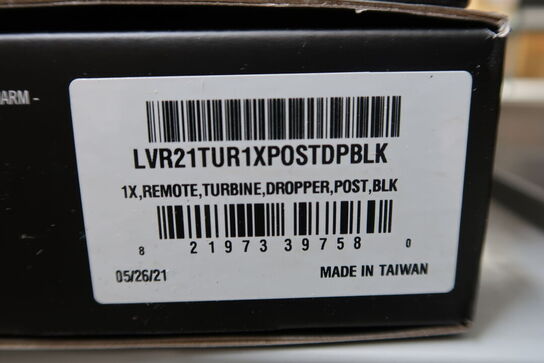 ARM -
LVR21TUR1XPOSTDPBLK
1X,REMOTE,TURBINE,DROPPER,POST,BLK
8 21973 39758 0
05/26/21 MADE IN TAIWAN